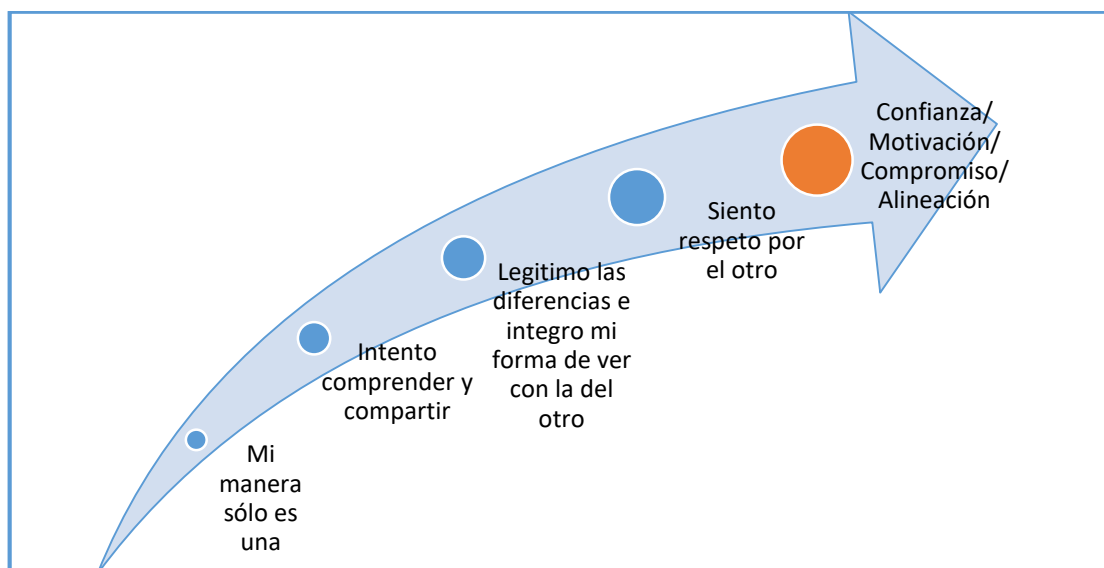 Mi
manera
sólo es
una
Intento
comprender y
compartir
Legitimo las
diferencias e
integro mi
forma de ver
con la del
otro
Siento
respeto por
el otro
Confianza/
Motivación/
Compromiso/
Alineación